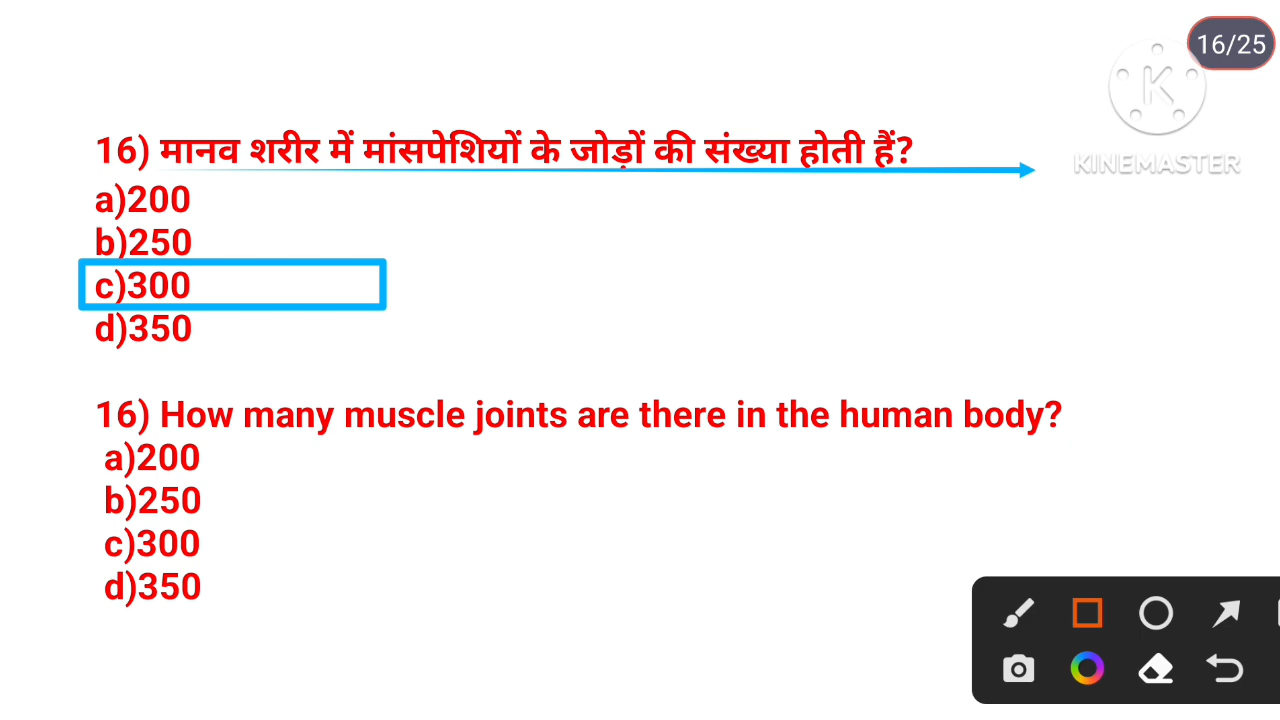 16/25
KINEMASTER
16) मानव शरीर में मांसपेशियों के जोड़ों की संख्या होती हैं?
a)200
b)250
c)300
d)350
16) How many muscle joints are there in the human body?
a)200
b)250
c)300
d)350